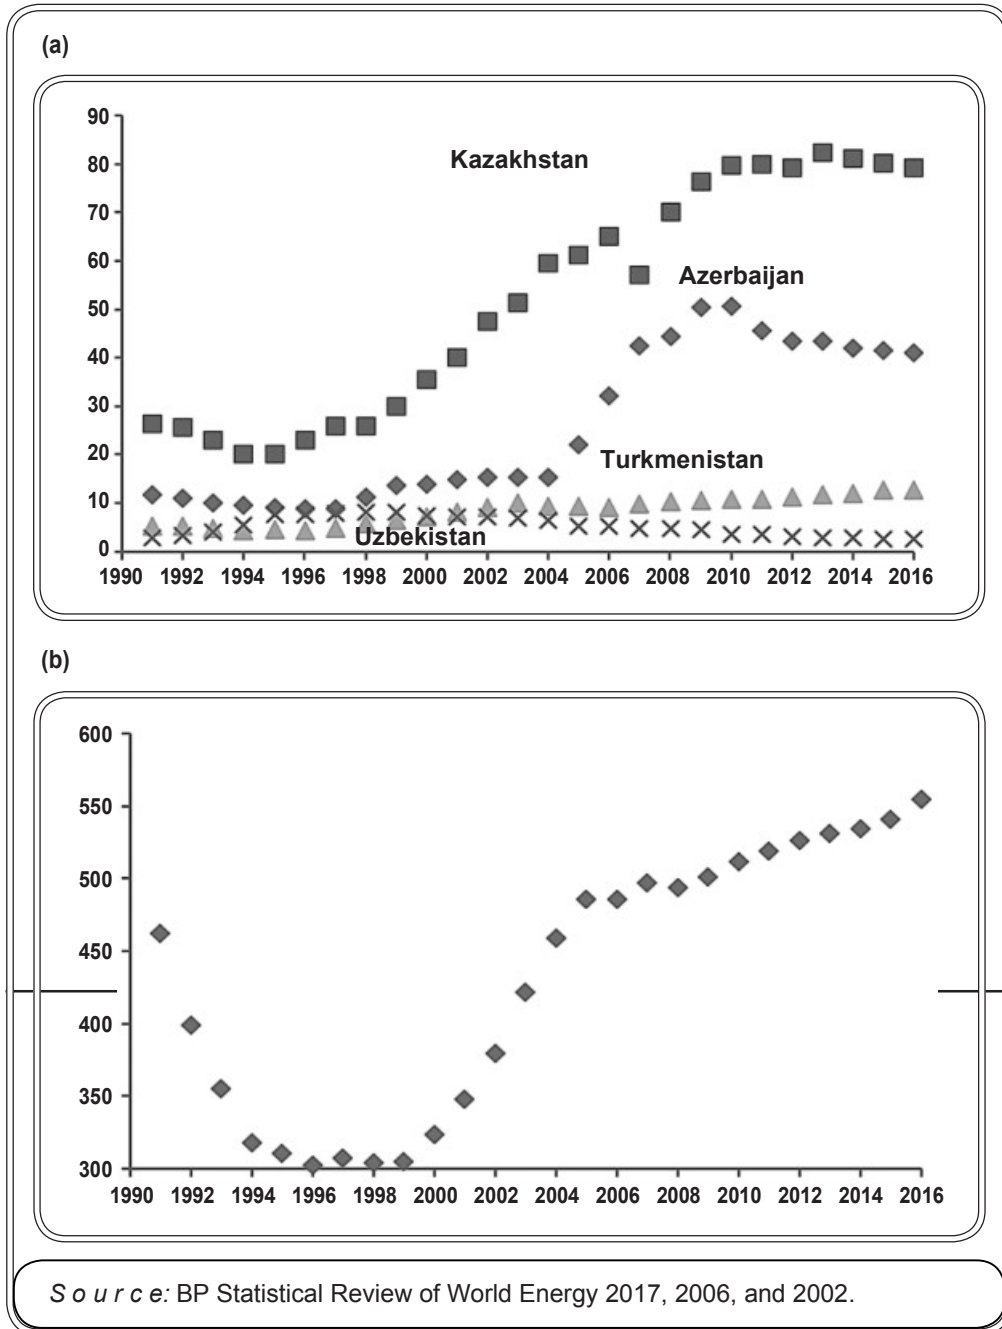 (a)
90
80
70
60
50
40
30
20
10
0
Kazakhstan
Azerbaijan
Turkmenistan
Uzbekistan
1990 1992 1994 1996 1998 2000 2002 2004 2006 2008 2010 2012 2014 2016
(b)
600
550
500
450
400
350
300
1990 1992 1994 1996 1998 2000 2002 2004 2006 2008 2010 2012 2014 2016
Source: BP Statistical Review of World Energy 2017, 2006, and 2002.